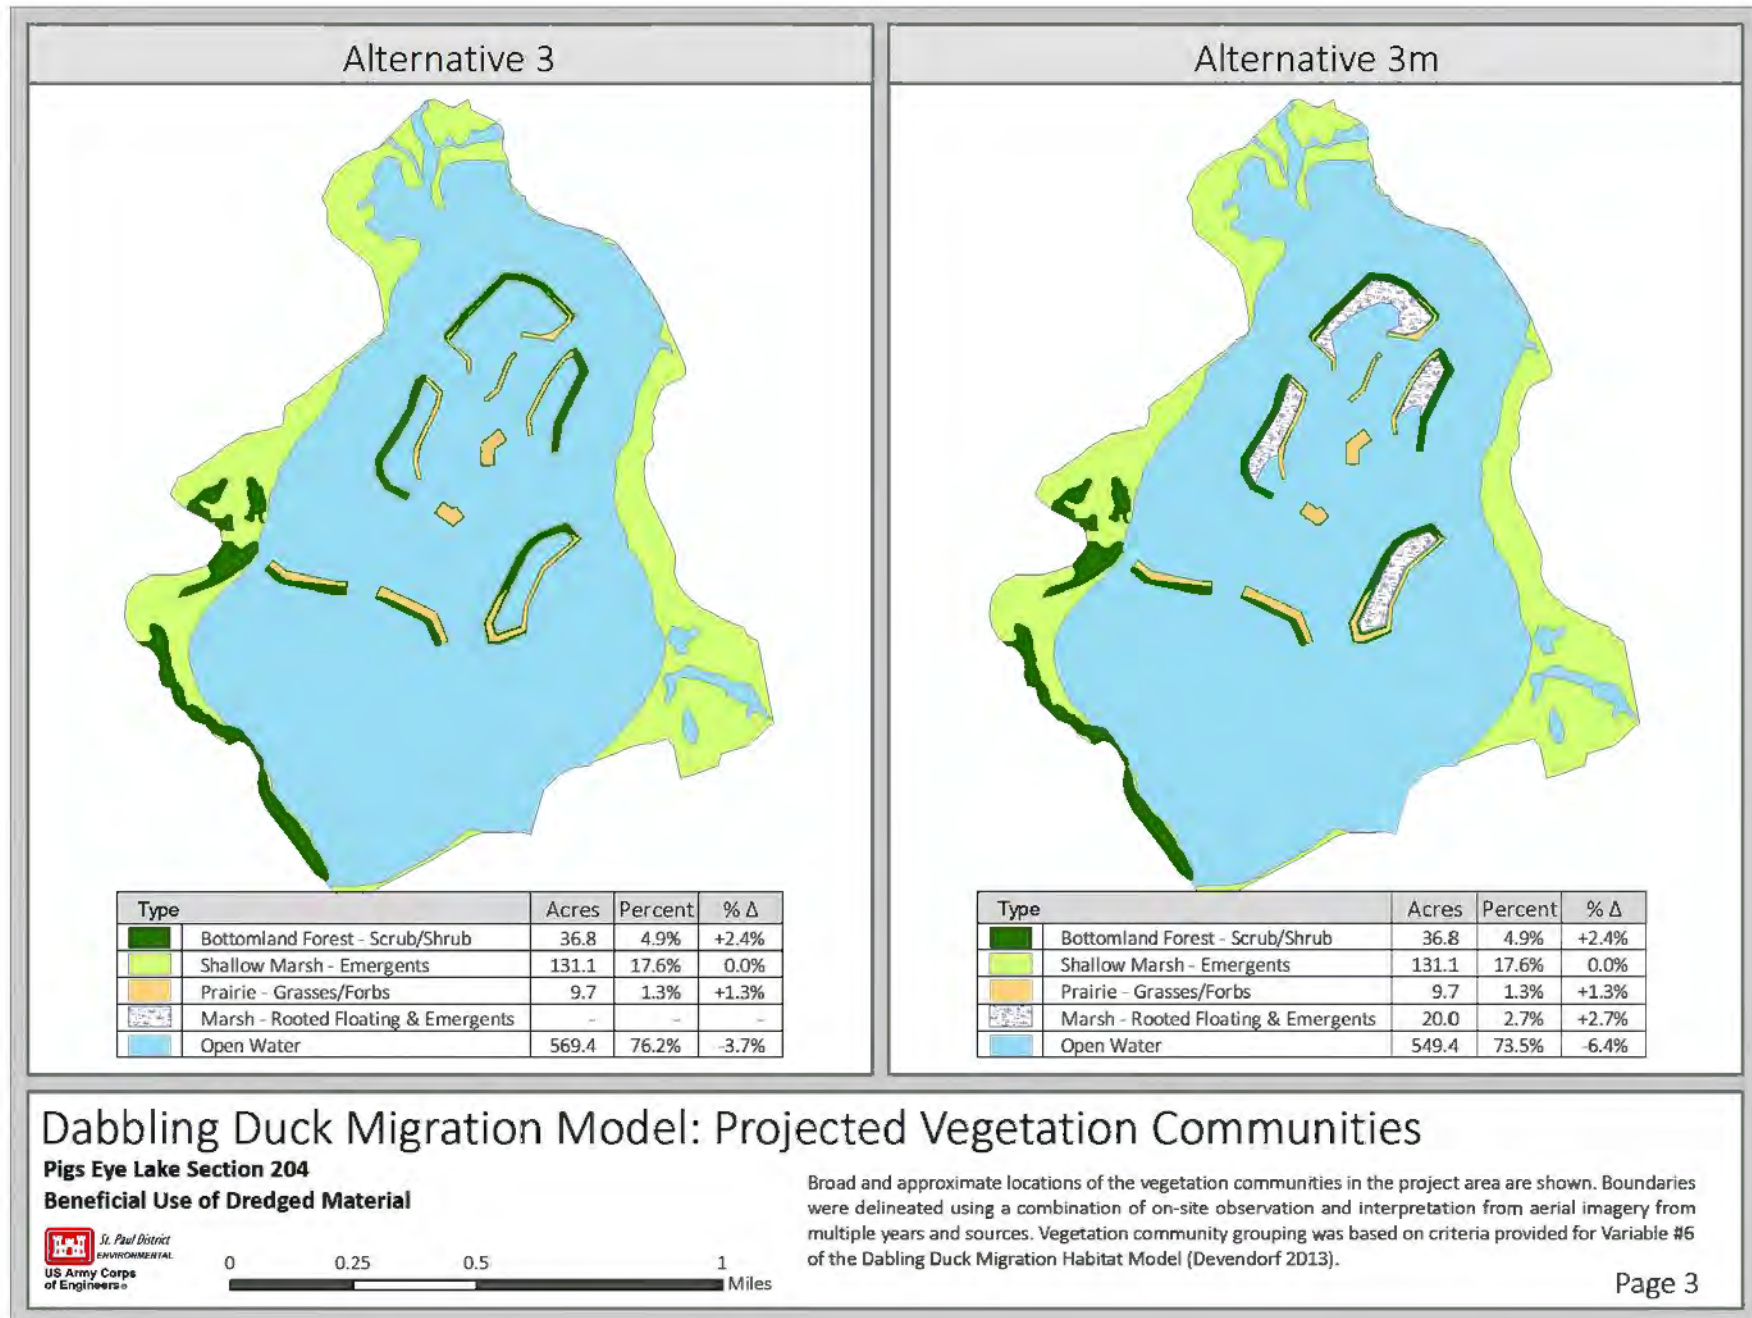 Alternative 3
Type Acres Percent % Δ
Bottomland Forest - Scrub/Shrub 36.8 4.9% +2.4%
Shallow Marsh - Emergents 131.1 17.6% 0.0%
Prairie - Grasses/Forbs 9.7 1.3% +1.3%
Marsh - Rooted Floating & Emergents - - -
Open Water 569.4 76.2% -3.7%
Alternative 3m
Type Acres Percent % Δ
Bottomland Forest - Scrub/Shrub 36.8 4.9% +2.4%
Shallow Marsh - Emergents 131.1 17.6% 0.0%
Prairie - Grasses/Forbs 9.7 1.3% +1.3%
Marsh - Rooted Floating & Emergents 20.0 2.7% +2.7%
Open Water 549.4 73.5% -6.4%
Dabbling Duck Migration Model: Projected Vegetation Communities
Pigs Eye Lake Section 204
Beneficial Use of Dredged Material
St. Paul District
ENVIRONMENTAL
US Army Corps
of Engineers®
0 0.25 0.5 1
Miles
Broad and approximate locations of the vegetation communities in the project area are shown. Boundaries
were delineated using a combination of on-site observation and interpretation from aerial imagery from
multiple years and sources. Vegetation community grouping was based on criteria provided for Variable #6
of the Dabling Duck Migration Habitat Model (Devendorf 2013).
Page 3